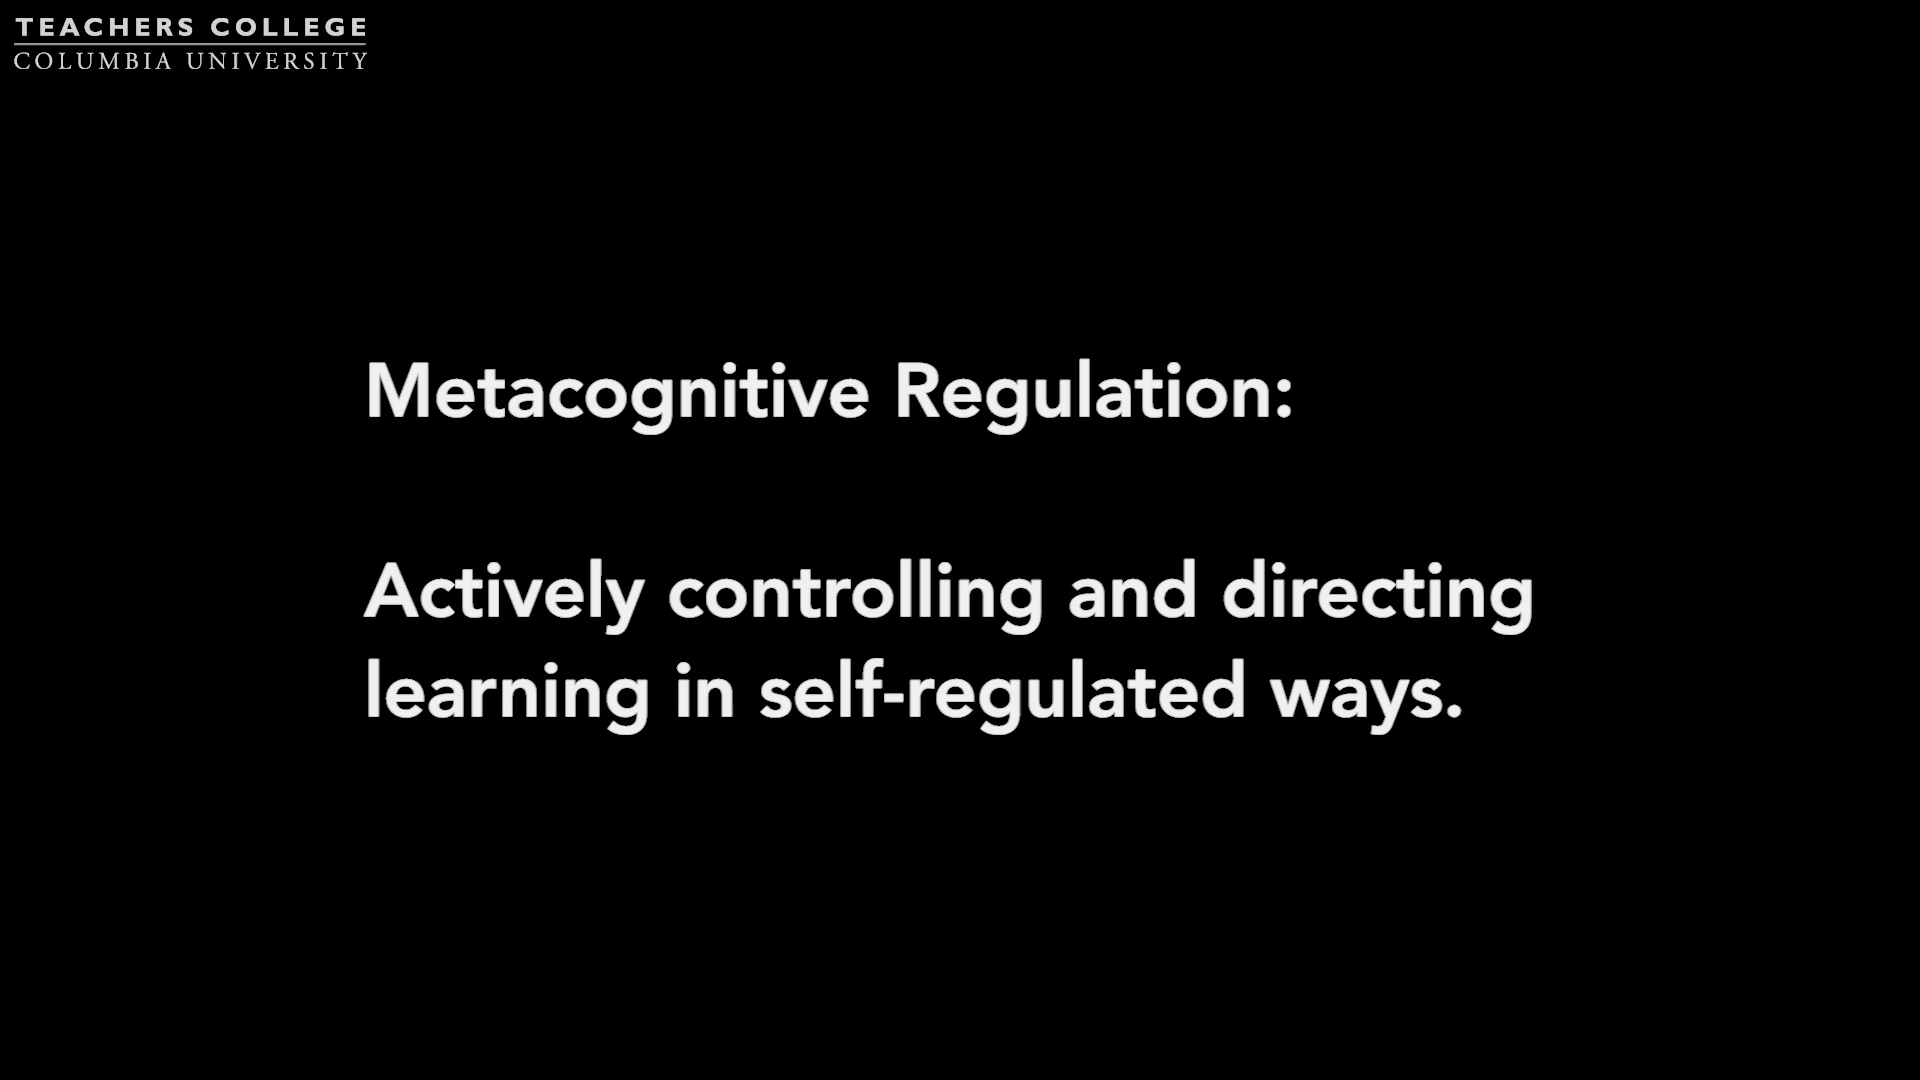 TEACHERS COLLEGE
COLUMBIA UNIVERSITY
Metacognitive Regulation:
Actively controlling and directing
learning in self-regulated ways.